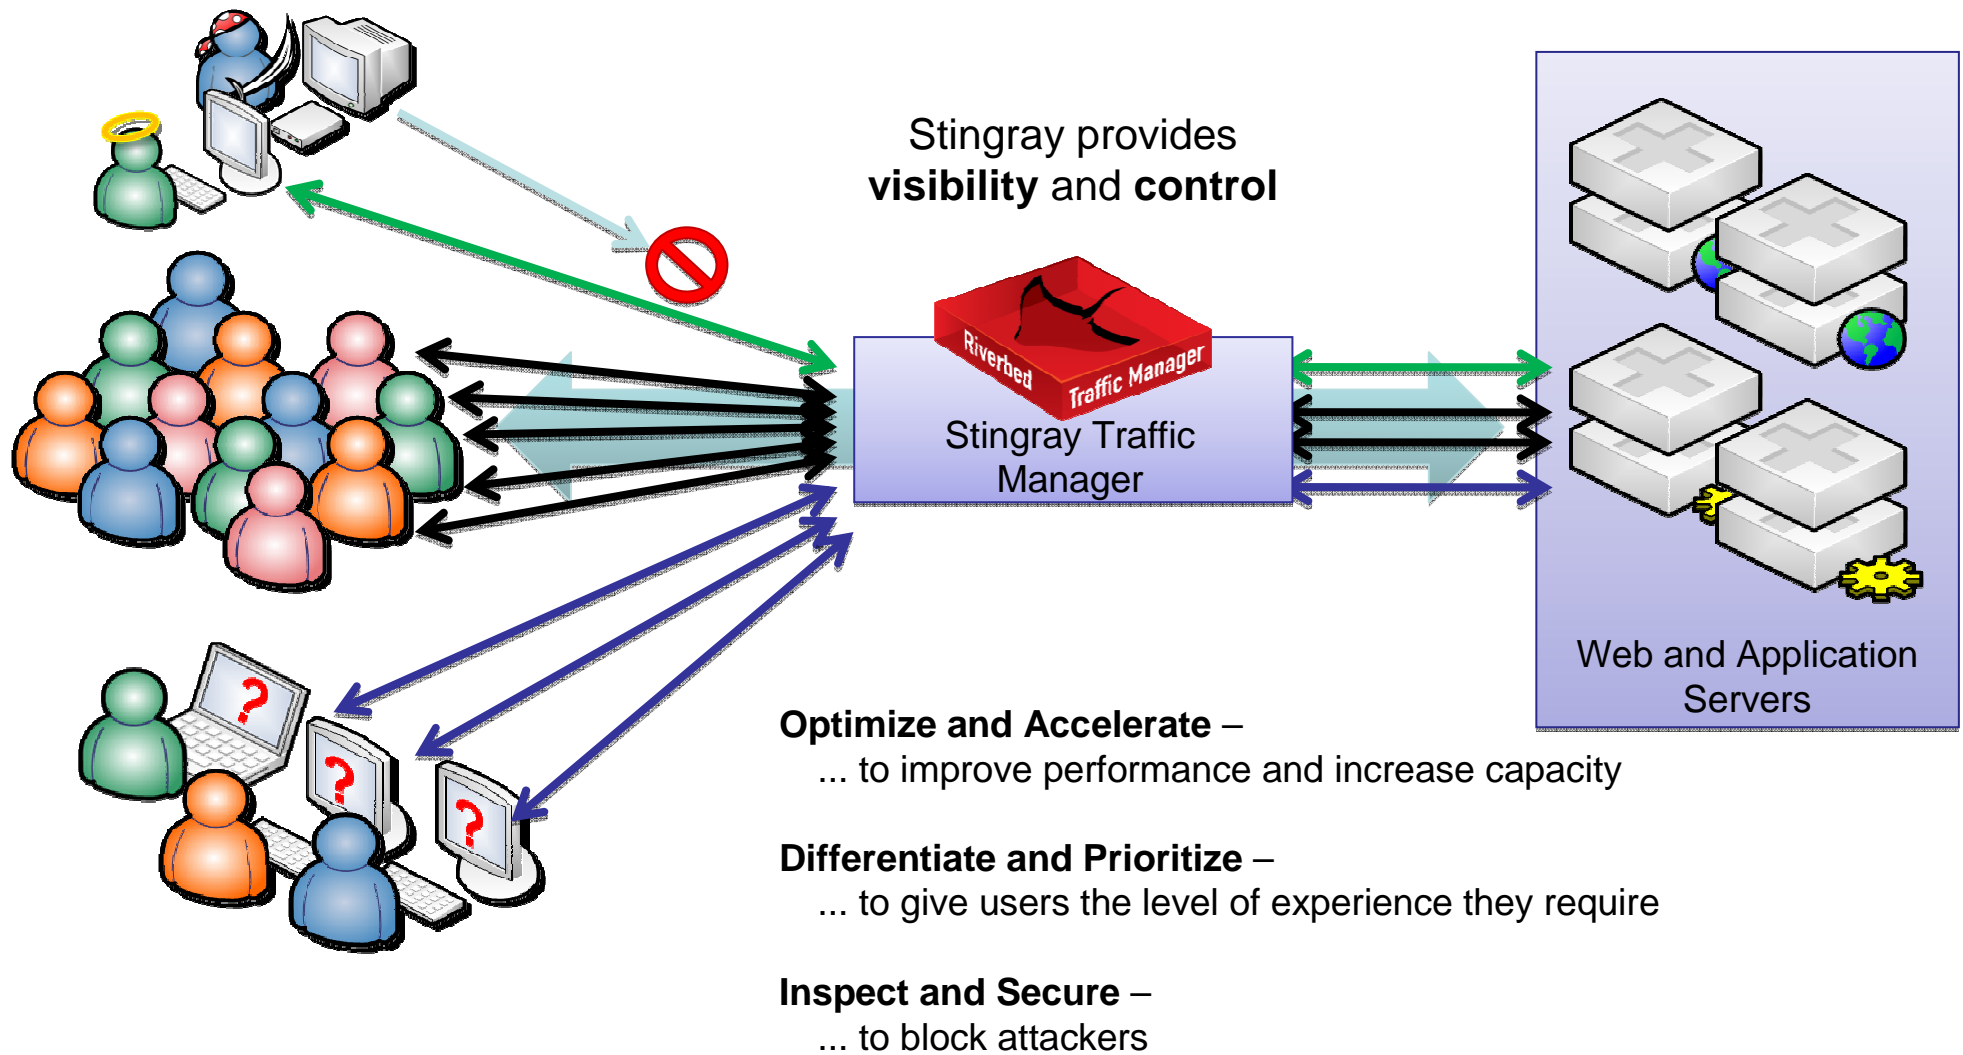 Stingray provides
visibility and control
Riverbed
Traffic Manager
Stingray Traffic
Manager
?
?
?
Web and Application
Servers
Optimize and Accelerate –
... to improve performance and increase capacity
Differentiate and Prioritize –
... to give users the level of experience they require
Inspect and Secure –
... to block attackers